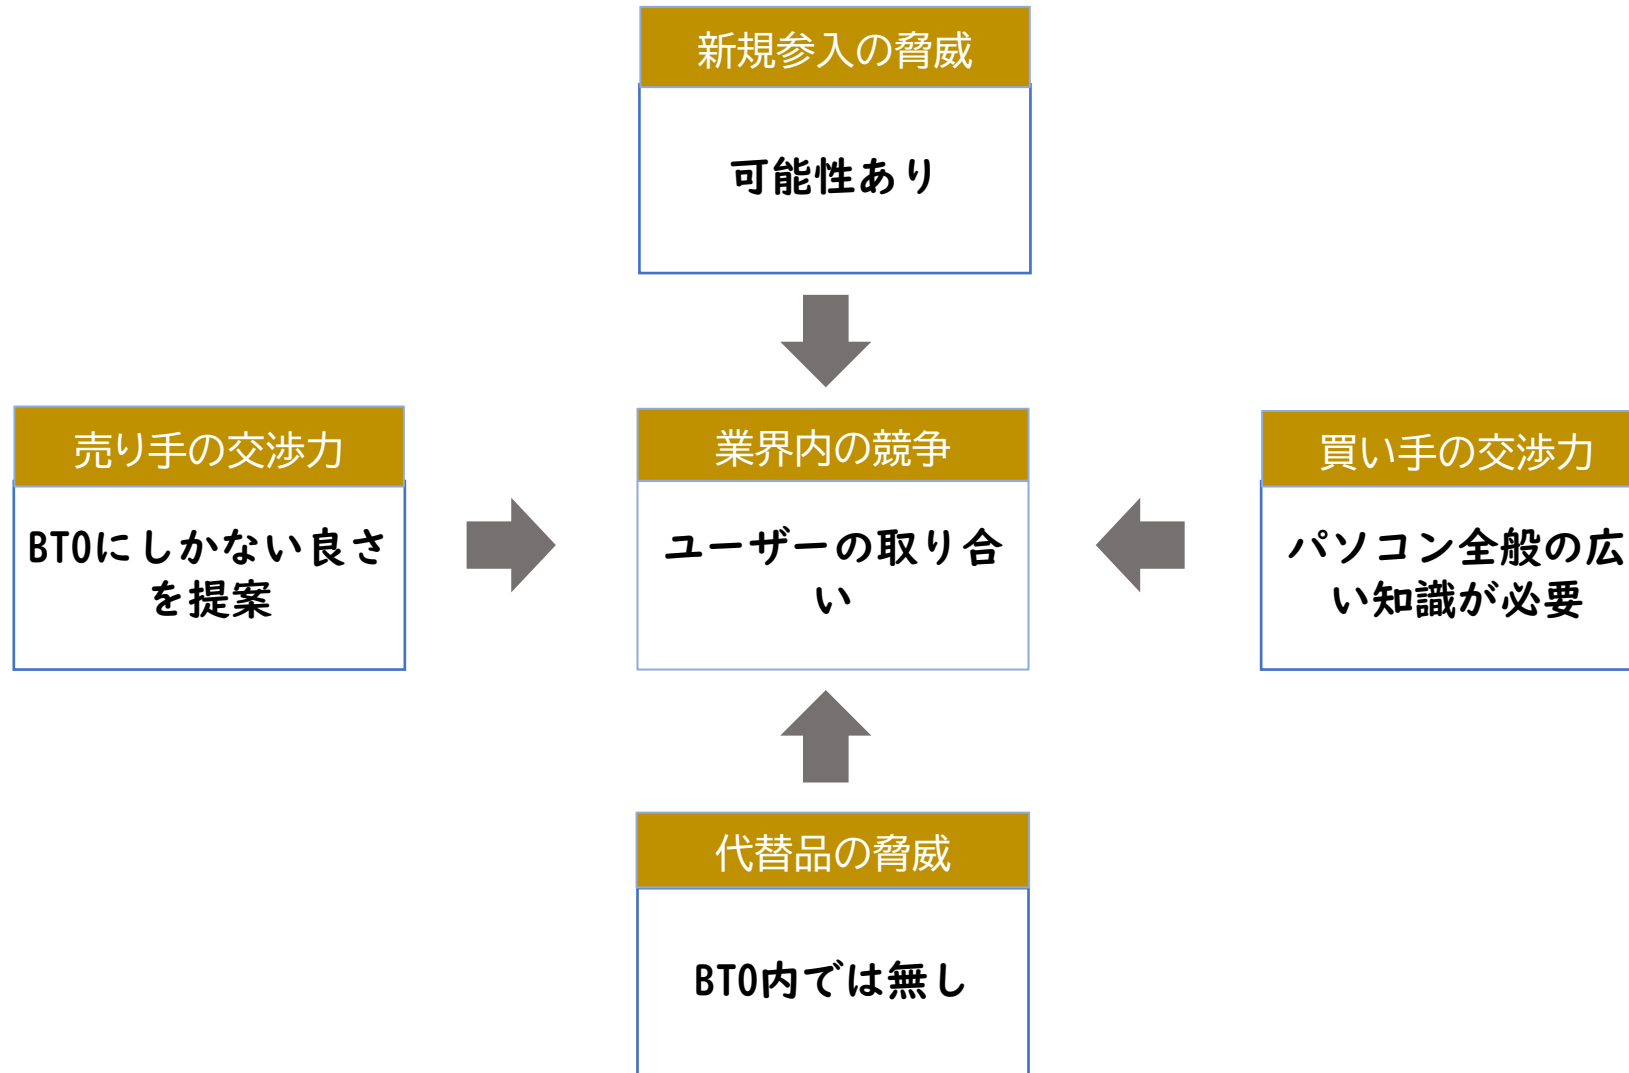 新規参入の脅威
可能性あり
売り手の交渉力
BTOにしかない良さ
を提案
業界内の競争
ユーザーの取り合
い
買い手の交渉力
パソコン全般の広
い知識が必要
代替品の脅威
BTO内では無し